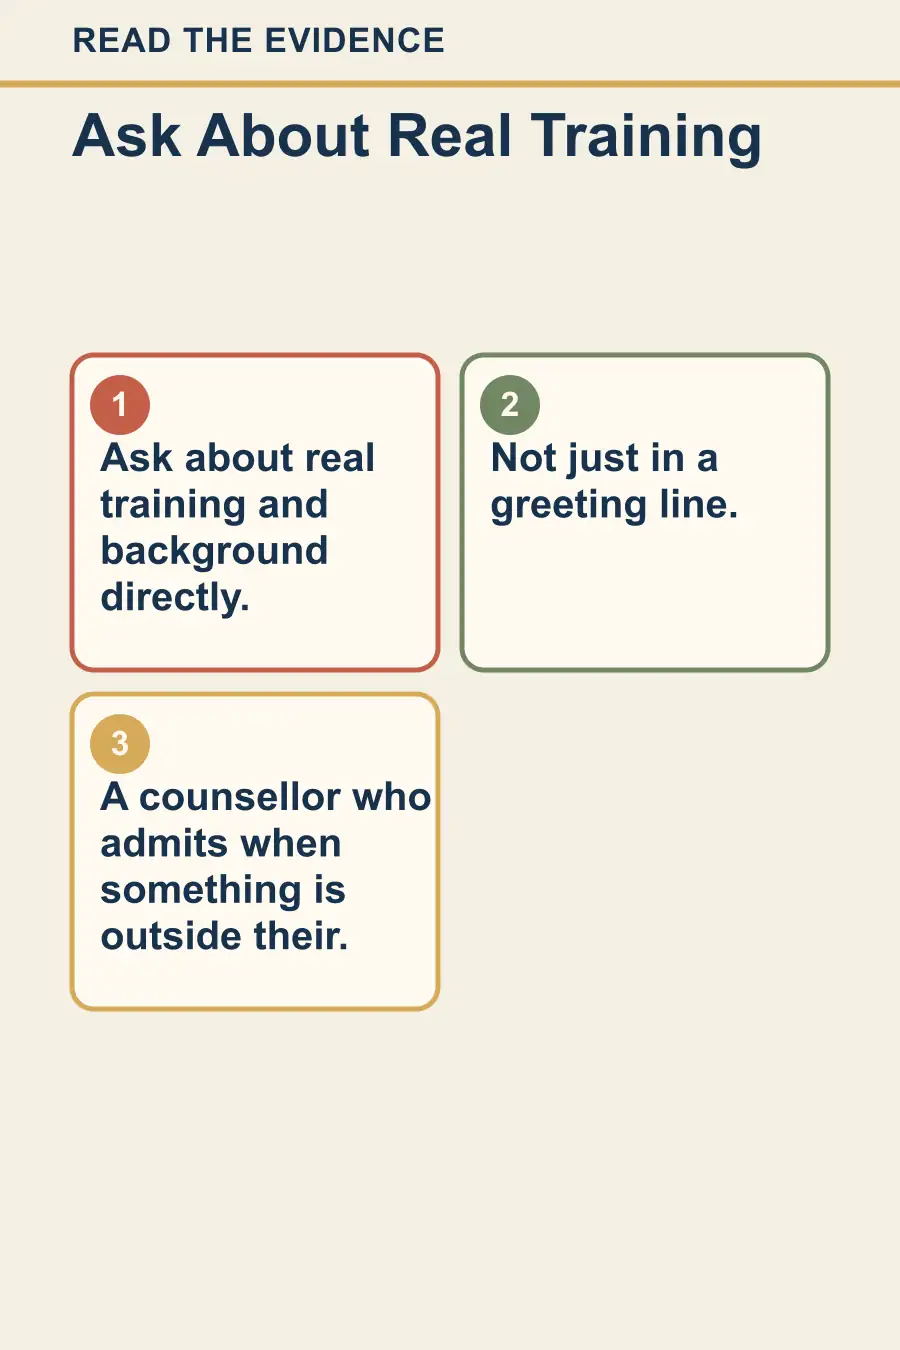 READ THE EVIDENCE
Ask About Real Training
1
Ask about real
training and
background
directly.
2
Not just in a
greeting line.
3
A counsellor who
admits when
something is
outside their.